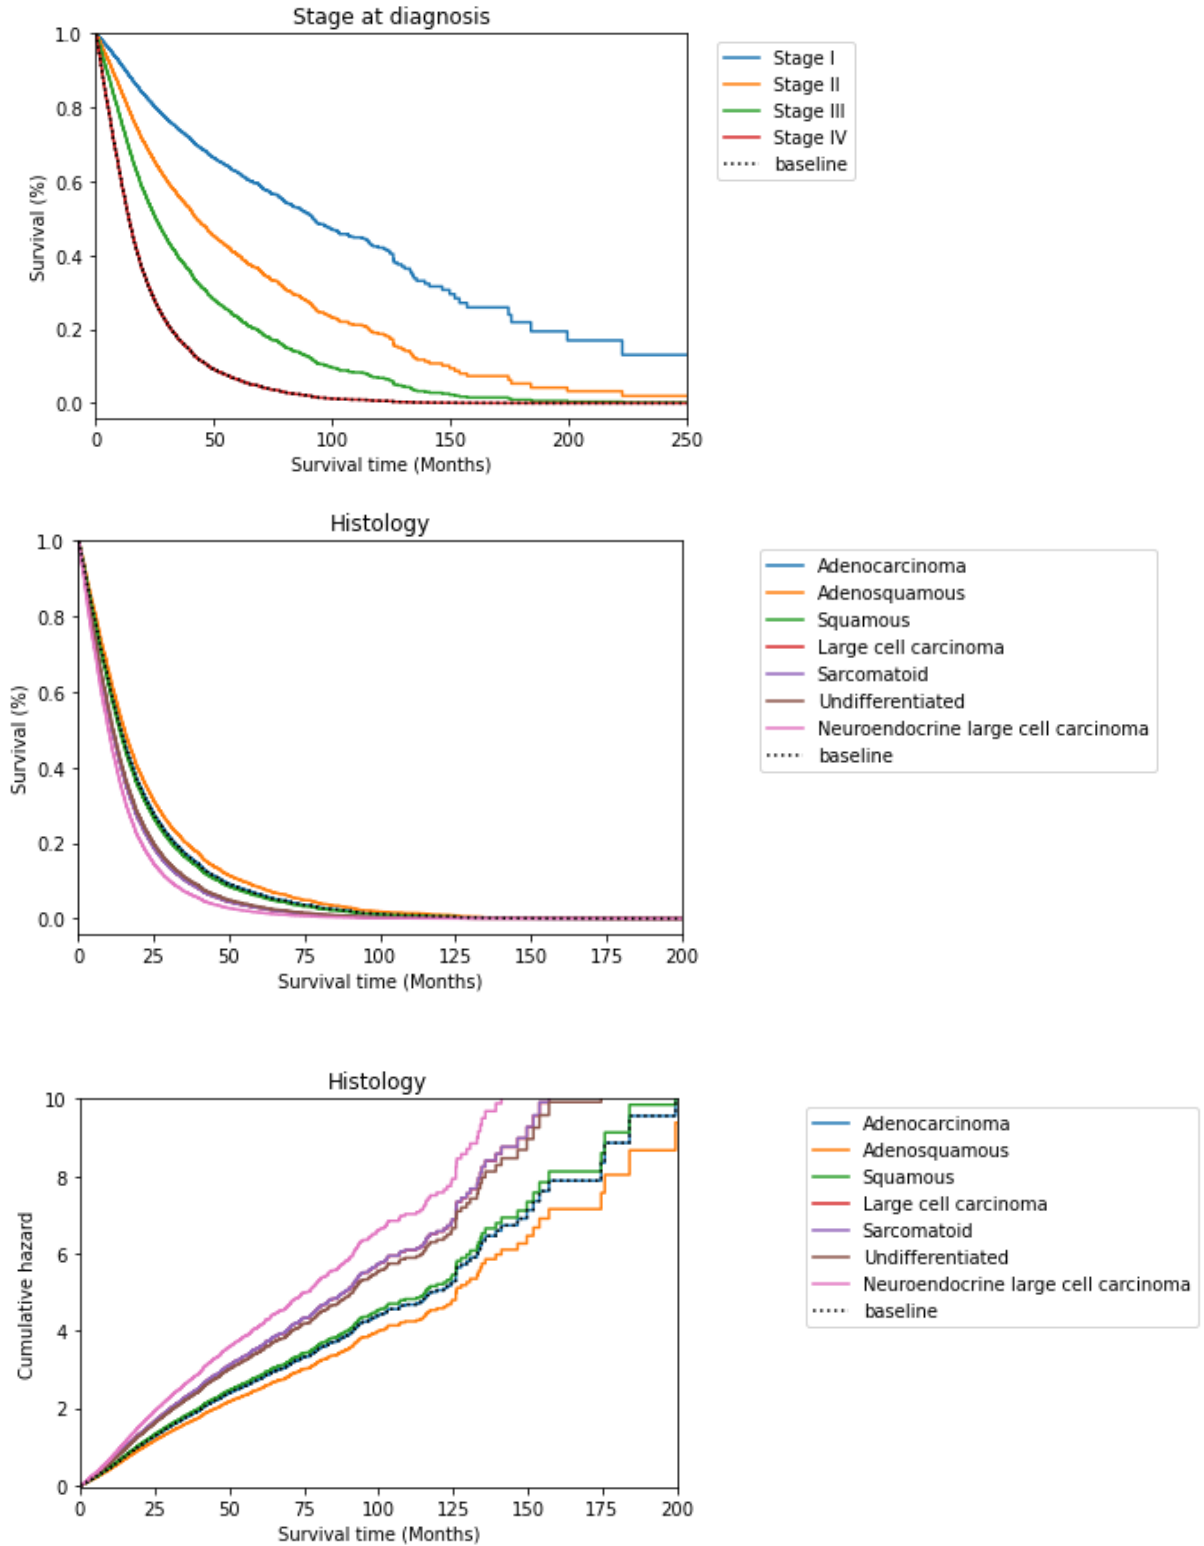 Stage at diagnosis
1.0
0.8
0.6
0.4
0.2
0.0
Survival (%)
0 50 100 150 200 250
Survival time (Months)
Stage I
Stage II
Stage III
Stage IV
baseline
Histology
1.0
0.8
0.6
0.4
0.2
0.0
Survival (%)
0 25 50 75 100 125 150 175 200
Survival time (Months)
Adenocarcinoma
Adenosquamous
Squamous
Large cell carcinoma
Sarcomatoid
Undifferentiated
Neuroendocrine large cell carcinoma
baseline
Histology
10
8
6
4
2
0
Cumulative hazard
0 25 50 75 100 125 150 175 200
Survival time (Months)
Adenocarcinoma
Adenosquamous
Squamous
Large cell carcinoma
Sarcomatoid
Undifferentiated
Neuroendocrine large cell carcinoma
baseline